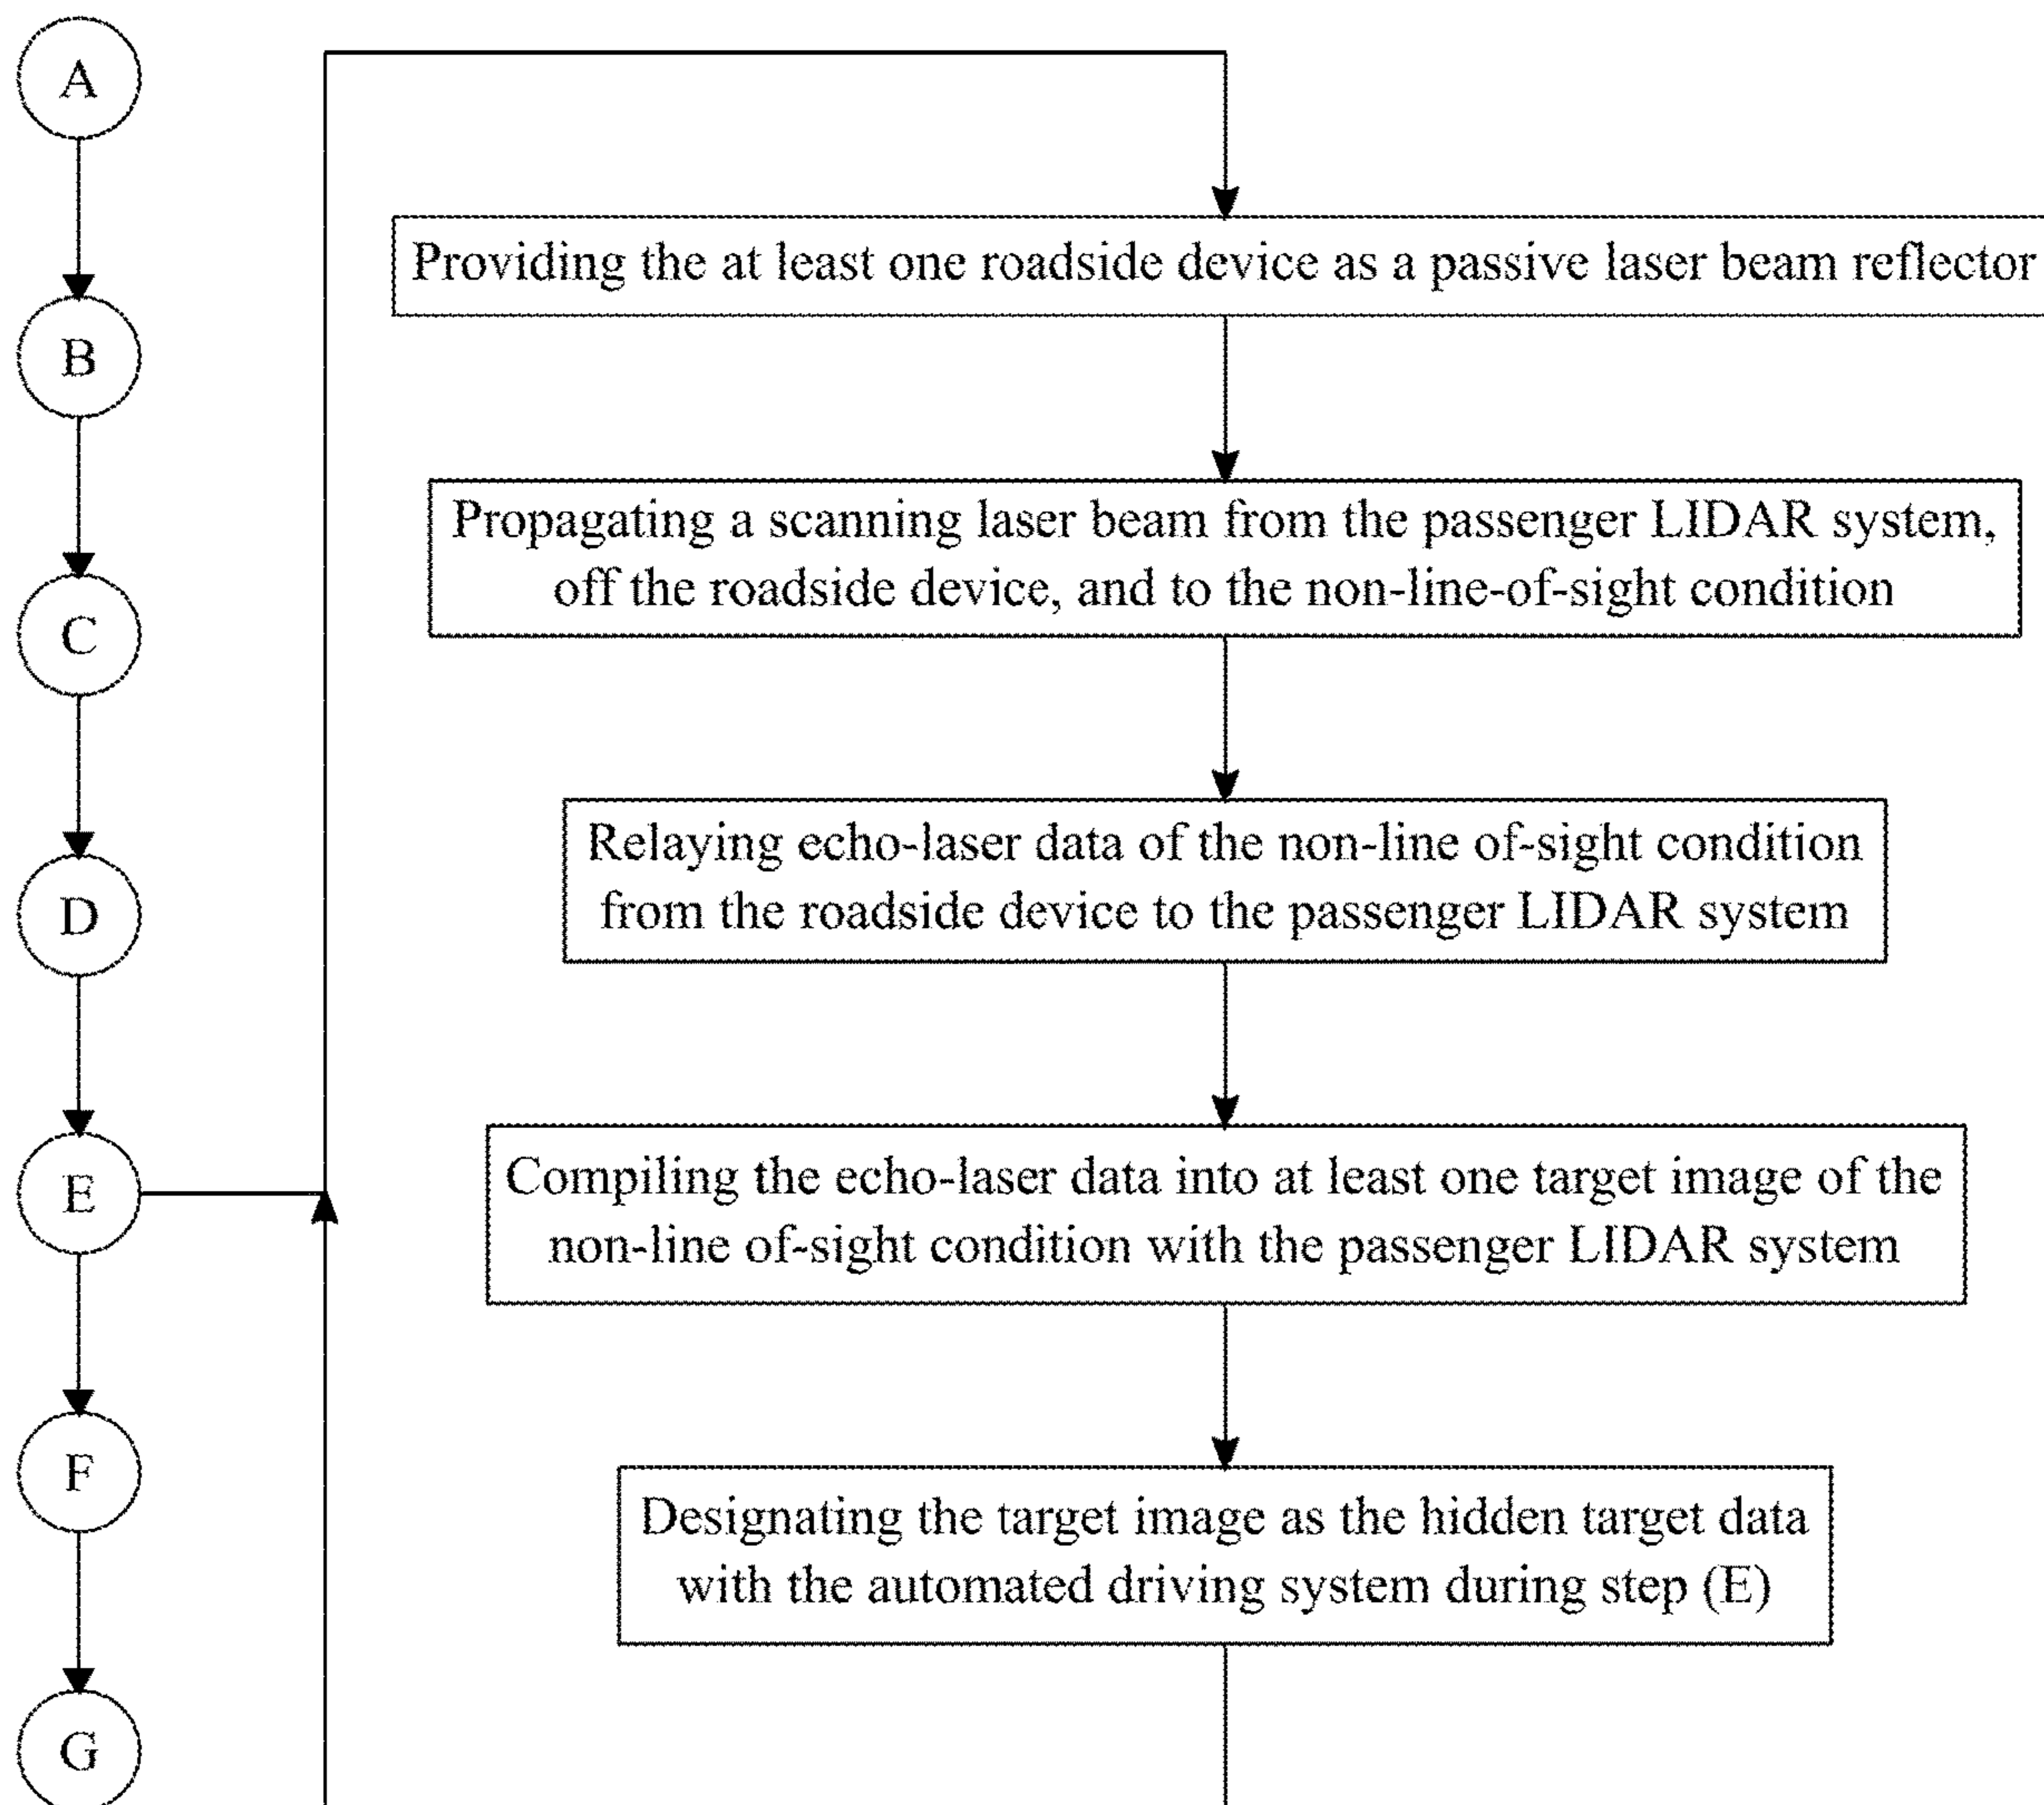 A
B
C
D
E
F
G
Providing the at least one roadside device as a passive laser beam reflector
Propagating a scanning laser beam from the passenger LIDAR system,
off the roadside device, and to the non-line-of-sight condition
Relaying echo-laser data of the non-line of-sight condition
from the roadside device to the passenger LIDAR system
Compiling the echo-laser data into at least one target image of the
non-line of-sight condition with the passenger LIDAR system
Designating the target image as the hidden target data
with the automated driving system during step (E)